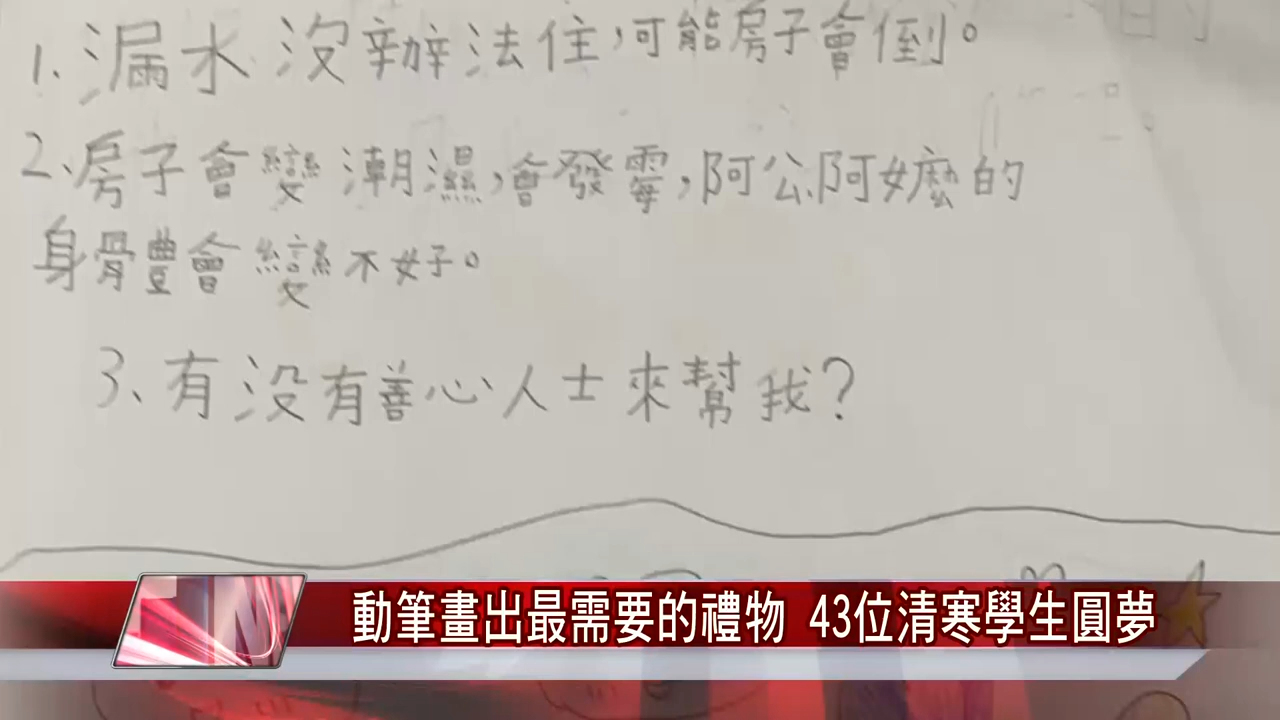 1. 漏水沒辦法住,可能房子會倒。
2、房子會變潮濕,會發霉,阿公阿嬤的
身骨豊會變不好。
3、有沒有善心人士來幫我?
動筆畫出最需要的禮物 43位清寒學生圓夢